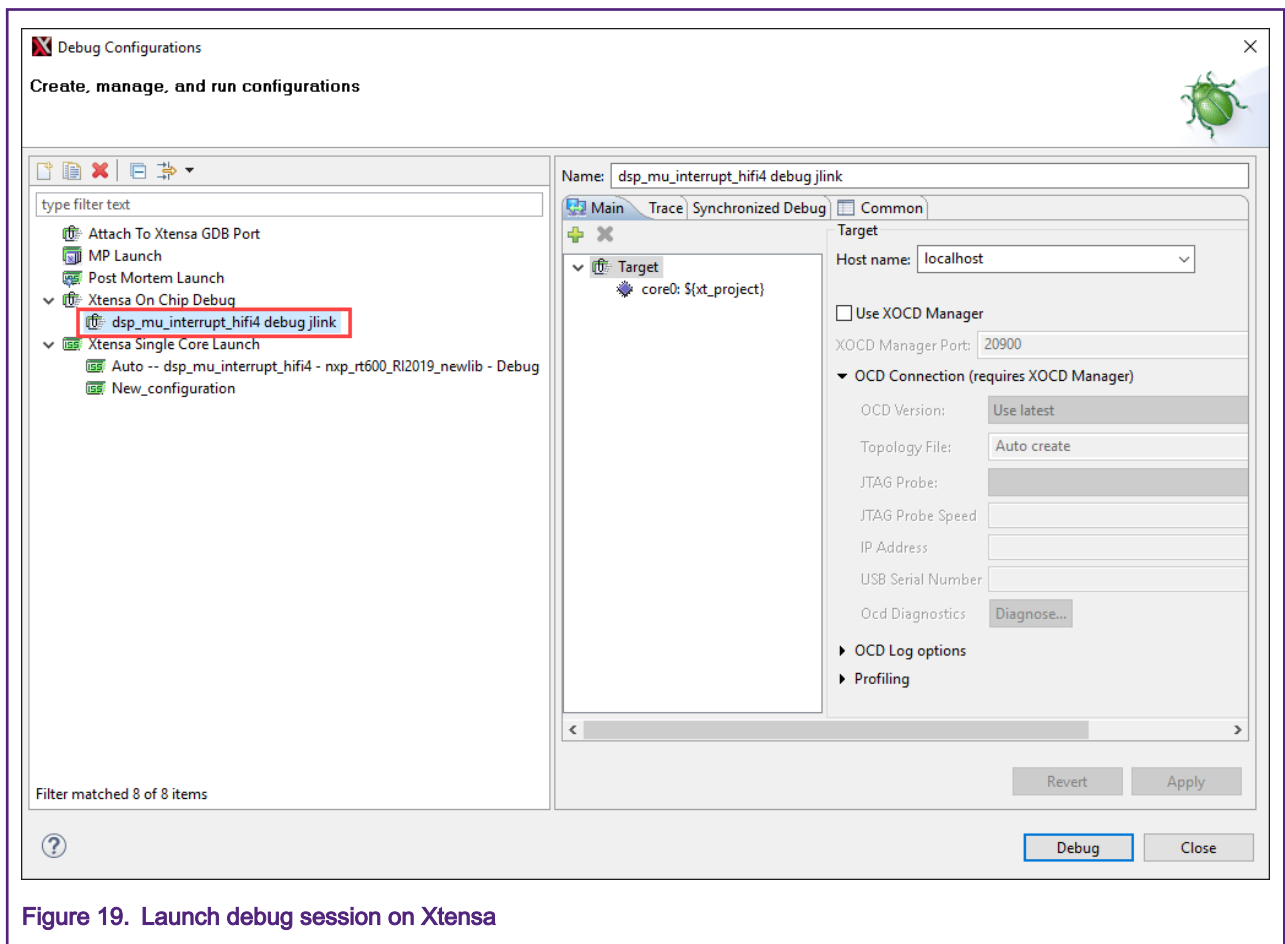 Debug Configurations
Create, manage, and run configurations
type filter text
Attach To Xtensa GDB Port
MP Launch
Post Mortem Launch
Xtensa On Chip Debug
dsp_mu_interrupt_hifi4 debug jlink
Xtensa Single Core Launch
Auto -- dsp_mu_interrupt_hifi4 - nxp_rt600_RI2019_newlib - Debug
New_configuration
Filter matched 8 of 8 items
Name: dsp_mu_interrupt_hifi4 debug jlink
Main Trace Synchronized Debug Common
Target
core0: ${xt_project}
Target
Host name: localhost
Use XOCD Manager
XOCD Manager Port: 20900
OCD Connection (requires XOCD Manager)
OCD Version: Use latest
Topology File: Auto create
JTAG Probe:
JTAG Probe Speed
IP Address
USB Serial Number
Ocd Diagnostics Diagnose...
OCD Log options
Profiling
Revert Apply
Debug Close
Figure 19. Launch debug session on Xtensa